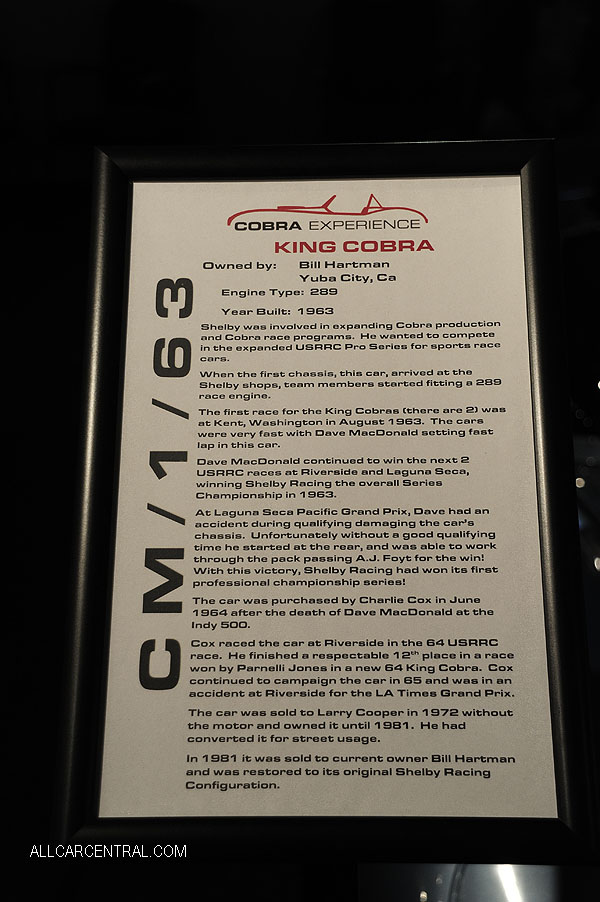 COBRA EXPERIENCE
KING COBRA
Owned by: Bill Hartman
Yuba City, Ca
Engine Type: 289
Year Built: 1963
CM/1/63
Shelby was involved in expanding Cobra production
and Cobra race programs. He wanted to compete
in the expanded USRRC Pro Series for sports race
cars.
When the first chassis, this car, arrived at the
Shelby shops, team members started fitting a 289
race engine.
The first race for the King Cobras (there are 2) was
at Kent, Washington in August 1963. The cars
were very fast with Dave MacDonald setting fast
lap in this car.
Dave MacDonald continued to win the next 2
USRRC races at Riverside and Laguna Seca,
winning Shelby Racing the overall Series
Championship in 1963.
At Laguna Seca Pacific Grand Prix, Dave had an
accident during qualifying damaging the car's
chassis. Unfortunately without a good qualifying
time he started at the rear, and was able to work
through the pack passing A.J. Foyt for the win!
With this victory, Shelby Racing had won its first
professional championship series!
The car was purchased by Charlie Cox in June
1964 after the death of Dave MacDonald at the
Indy 500.
Cox raced the car at Riverside in the 64 USRRC
race. He finished a respectable 12th place in a race
won by Parnelli Jones in a new 64 King Cobra. Cox
continued to campaign the car in 65 and was in an
accident at Riverside for the LA Times Grand Prix.
The car was sold to Larry Cooper in 1972 without
the motor and owned it until 1981. He had
converted it for street usage.
In 1981 it was sold to current owner Bill Hartman
and was restored to its original Shelby Racing
Configuration.
ALLCARCENTRAL.COM